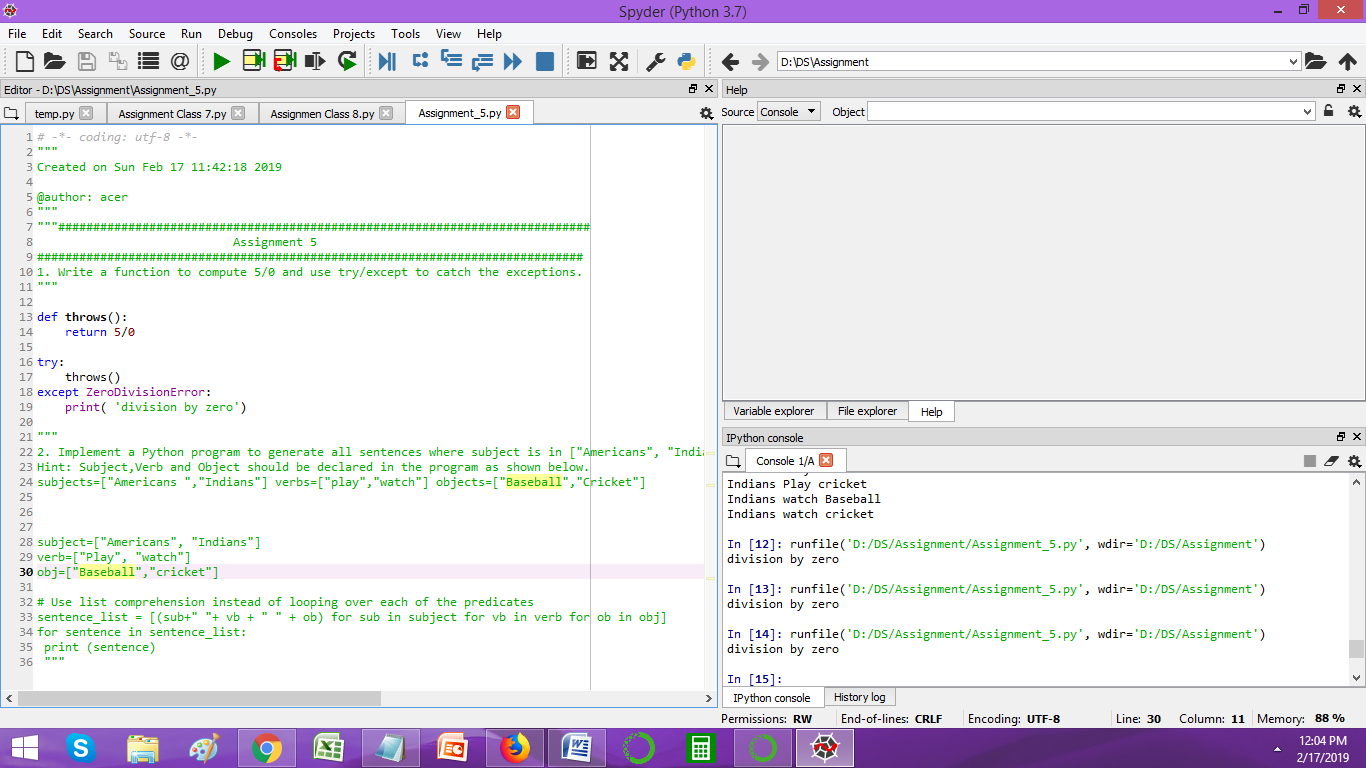 Spyder (Python 3.7)
File Edit Search Source Run Debug Consoles Projects Tools View Help
D:\DS\Assignment
Editor - D:\DS\Assignment\Assignment_5.py
temp.py Assignment Class 7.py Assignmen Class 8.py Assignment_5.py
1 # -*- coding: utf-8 -*-
2 """
3 Created on Sun Feb 17 11:42:18 2019
4
5 @author: acer
6 """
7 """############################################################################
8 Assignment 5
9 ##############################################################################
10 1. Write a function to compute 5/0 and use try/except to catch the exceptions.
11 """
12
13 def throws():
14     return 5/0
15
16 try:
17     throws()
18 except ZeroDivisionError:
19     print( 'division by zero')
20
21 """
22 2. Implement a Python program to generate all sentences where subject is in ["Americans",
23 Hint: Subject,Verb and Object should be declared in the program as shown below.
24 subjects=["Americans ","Indians"] verbs=["play","watch"] objects=["Baseball","Cricket"]
25
26
27
28 subject=["Americans", "Indians"]
29 verb=["Play", "watch"]
30 obj=["Baseball","cricket"]
31
32 # Use list comprehension instead of looping over each of the predicates
33 sentence_list = [(sub+" "+ vb + " " + ob) for sub in subject for vb in verb for ob in obj]
34 for sentence in sentence_list:
35  print (sentence)
36  """
Help
Source Console Object
Variable explorer File explorer Help
IPython console
Console 1/A
Indians Play cricket
Indians watch Baseball
Indians watch cricket
In [12]: runfile('D:/DS/Assignment/Assignment_5.py', wdir='D:/DS/Assignment')
division by zero
In [13]: runfile('D:/DS/Assignment/Assignment_5.py', wdir='D:/DS/Assignment')
division by zero
In [14]: runfile('D:/DS/Assignment/Assignment_5.py', wdir='D:/DS/Assignment')
division by zero
In [15]:
IPython console History log
Permissions: RW End-of-lines: CRLF Encoding: UTF-8 Line: 30 Column: 11 Memory: 88 %
12:04 PM
2/17/2019